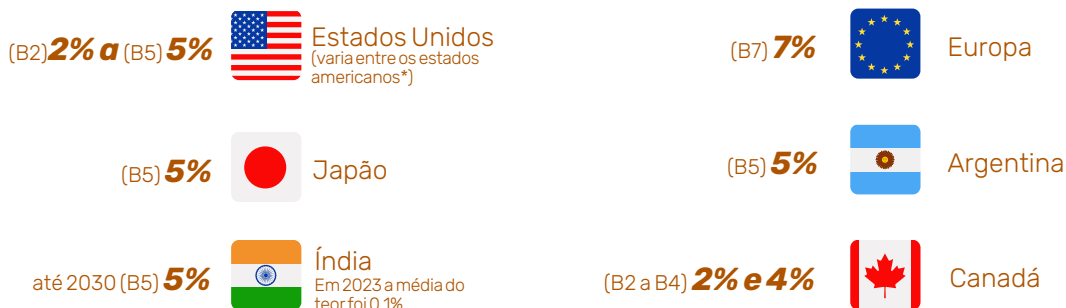 (B2) 2% a (B5) 5%
Estados Unidos
(varia entre os estados
americanos*)
(B7) 7%
Europa
(B5) 5%
Japão
(B5) 5%
Argentina
até 2030 (B5) 5%
Índia
Em 2023 a média do
teor foi 0,1%
(B2 a B4) 2% e 4%
Canadá